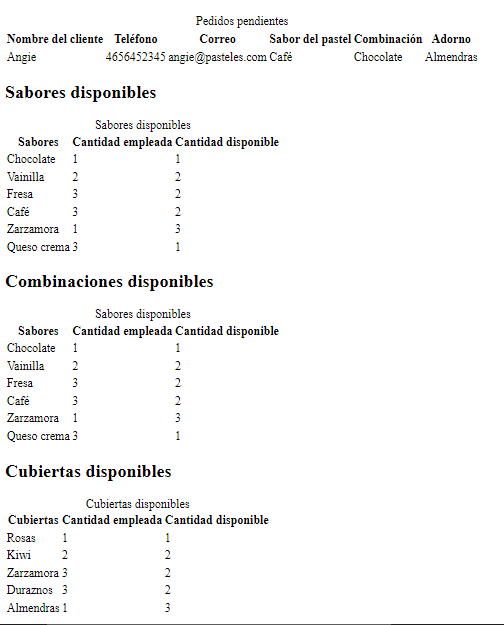 Pedidos pendientes
Nombre del cliente Teléfono Correo Sabor del pastel Combinación Adorno
Angie 4656452345 angie@pasteles.com Café Chocolate Almendras
Sabores disponibles
Sabores disponibles
Sabores Cantidad empleada Cantidad disponible
Chocolate 1 1
Vainilla 2 2
Fresa 3 2
Café 3 2
Zarzamora 1 3
Queso crema 3 1
Combinaciones disponibles
Sabores disponibles
Sabores Cantidad empleada Cantidad disponible
Chocolate 1 1
Vainilla 2 2
Fresa 3 2
Café 3 2
Zarzamora 1 3
Queso crema 3 1
Cubiertas disponibles
Cubiertas disponibles
Cubiertas Cantidad empleada Cantidad disponible
Rosas 1 1
Kiwi 2 2
Zarzamora 3 2
Duraznos 3 2
Almendras 1 3